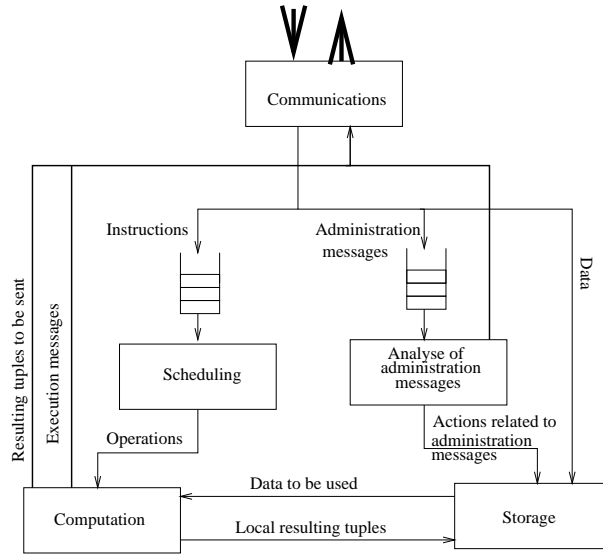 Communications
Instructions
Administration
messages
Data
Resulting tuples to be sent
Execution messages
Scheduling
Analyse of
administration
messages
Operations
Actions related to
administration
messages
Data to be used
Computation
Local resulting tuples
Storage